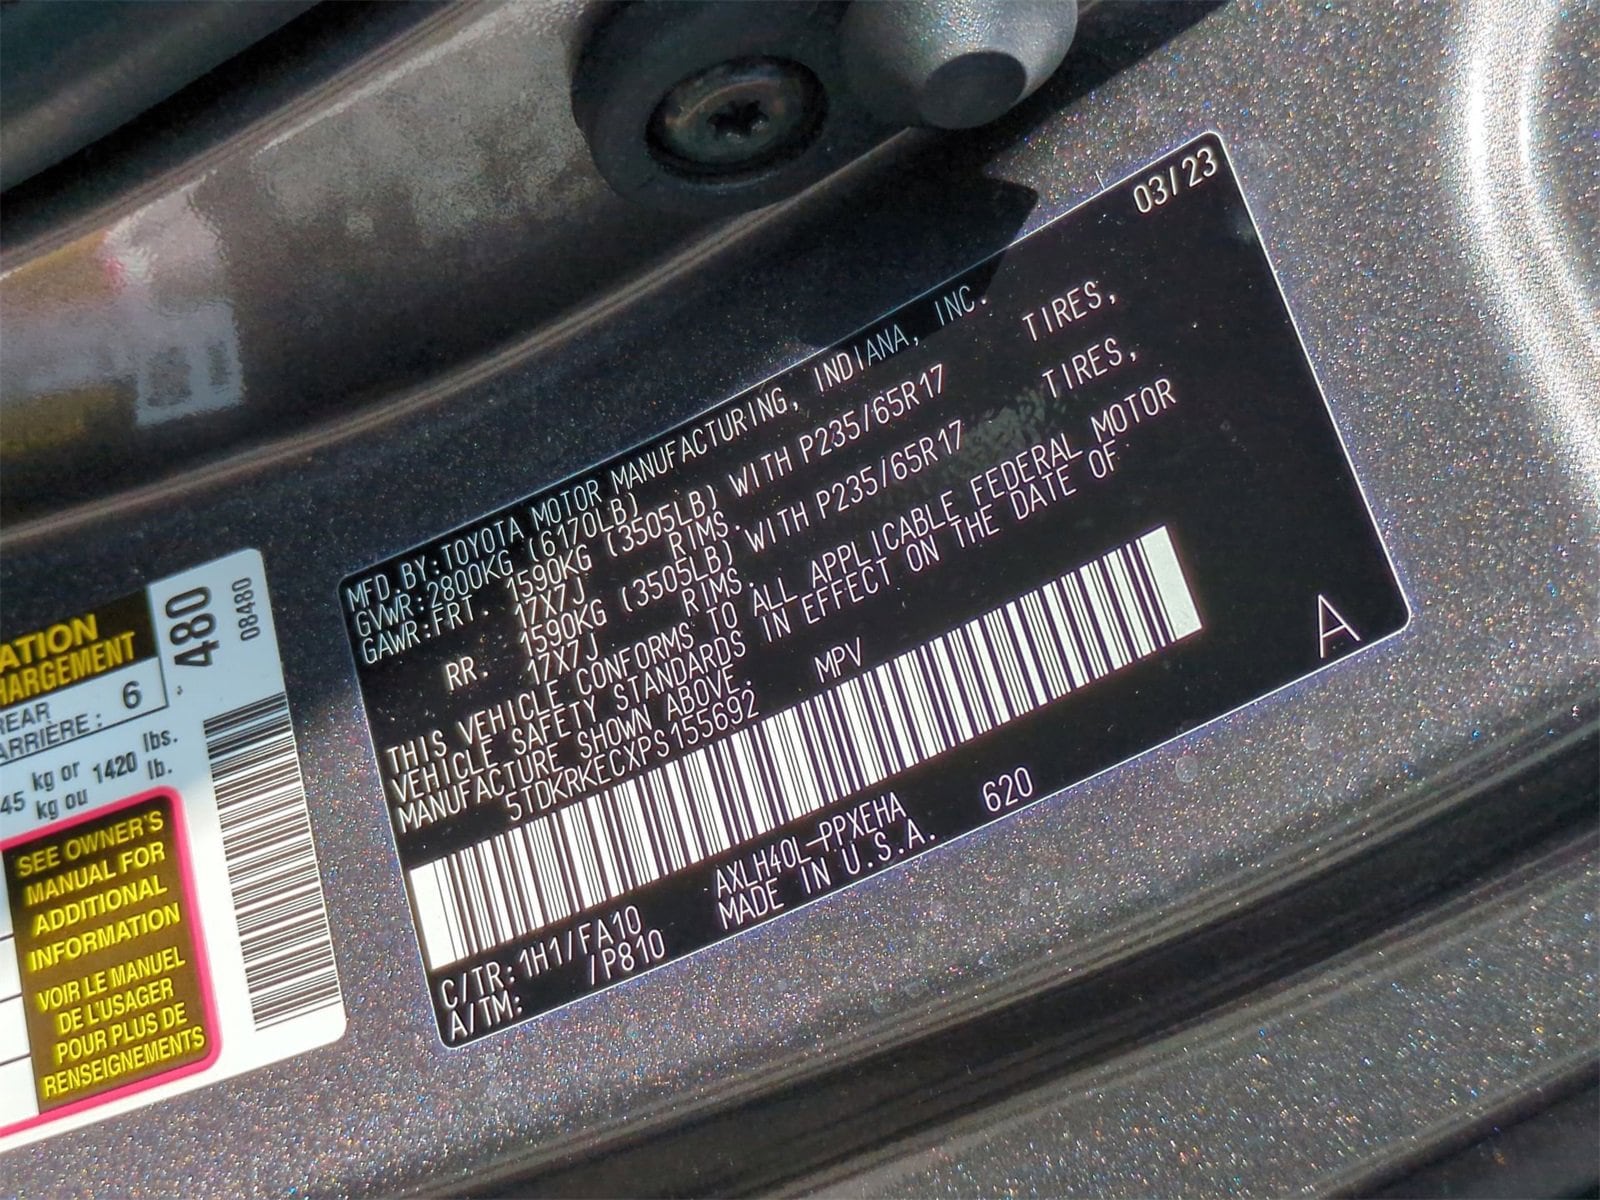 03/23
MFD.BY:TOYOTA MOTOR MANUFACTURING, INDIANA, INC.
GVWR:2800KG (6170LB)
GAWR:FRT. 1590KG (3505LB) WITH P235/65R17 TIRES,
17X7J RIMS.
RR. 1590KG (3505LB) WITH P235/65R17 TIRES,
17X7J RIMS.
THIS VEHICLE CONFORMS TO ALL APPLICABLE FEDERAL MOTOR
VEHICLE SAFETY STANDARDS IN EFFECT ON THE DATE OF
MANUFACTURE SHOWN ABOVE.
5TDKRKECXPS155692 MPV
C/TR:1H1/FA10 AXLH40L-PPXEHA 620
A/TM: /P810 MADE IN U.S.A.
A
ATION
HARGEMENT
REAR
ARRIÈRE : 6
45 kg or 1420 lbs.
kg ou lb.
480
08480
SEE OWNER'S
MANUAL FOR
ADDITIONAL
INFORMATION
VOIR LE MANUEL
DE L'USAGER
POUR PLUS DE
RENSEIGNEMENTS